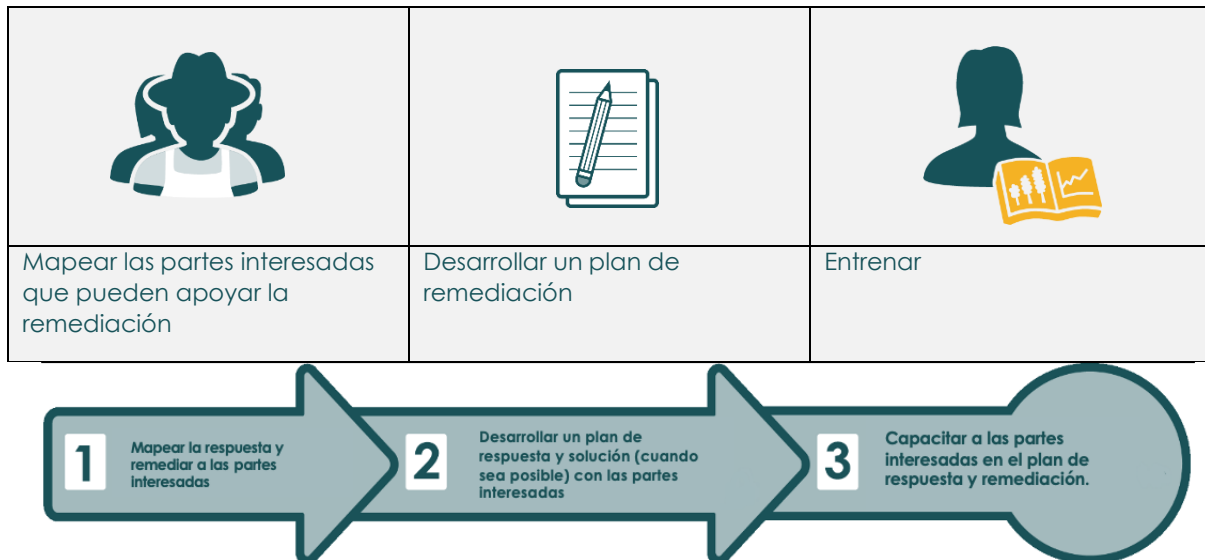 Mapear las partes interesadas
que pueden apoyar la
remediación
Desarrollar un plan de
remediación
Entrenar
1
Mapear la respuesta y
remediar a las partes
interesadas
2
Desarrollar un plan de
respuesta y solución (cuando
sea posible) con las partes
interesadas
3
Capacitar a las partes
interesadas en el plan de
respuesta y remediación.